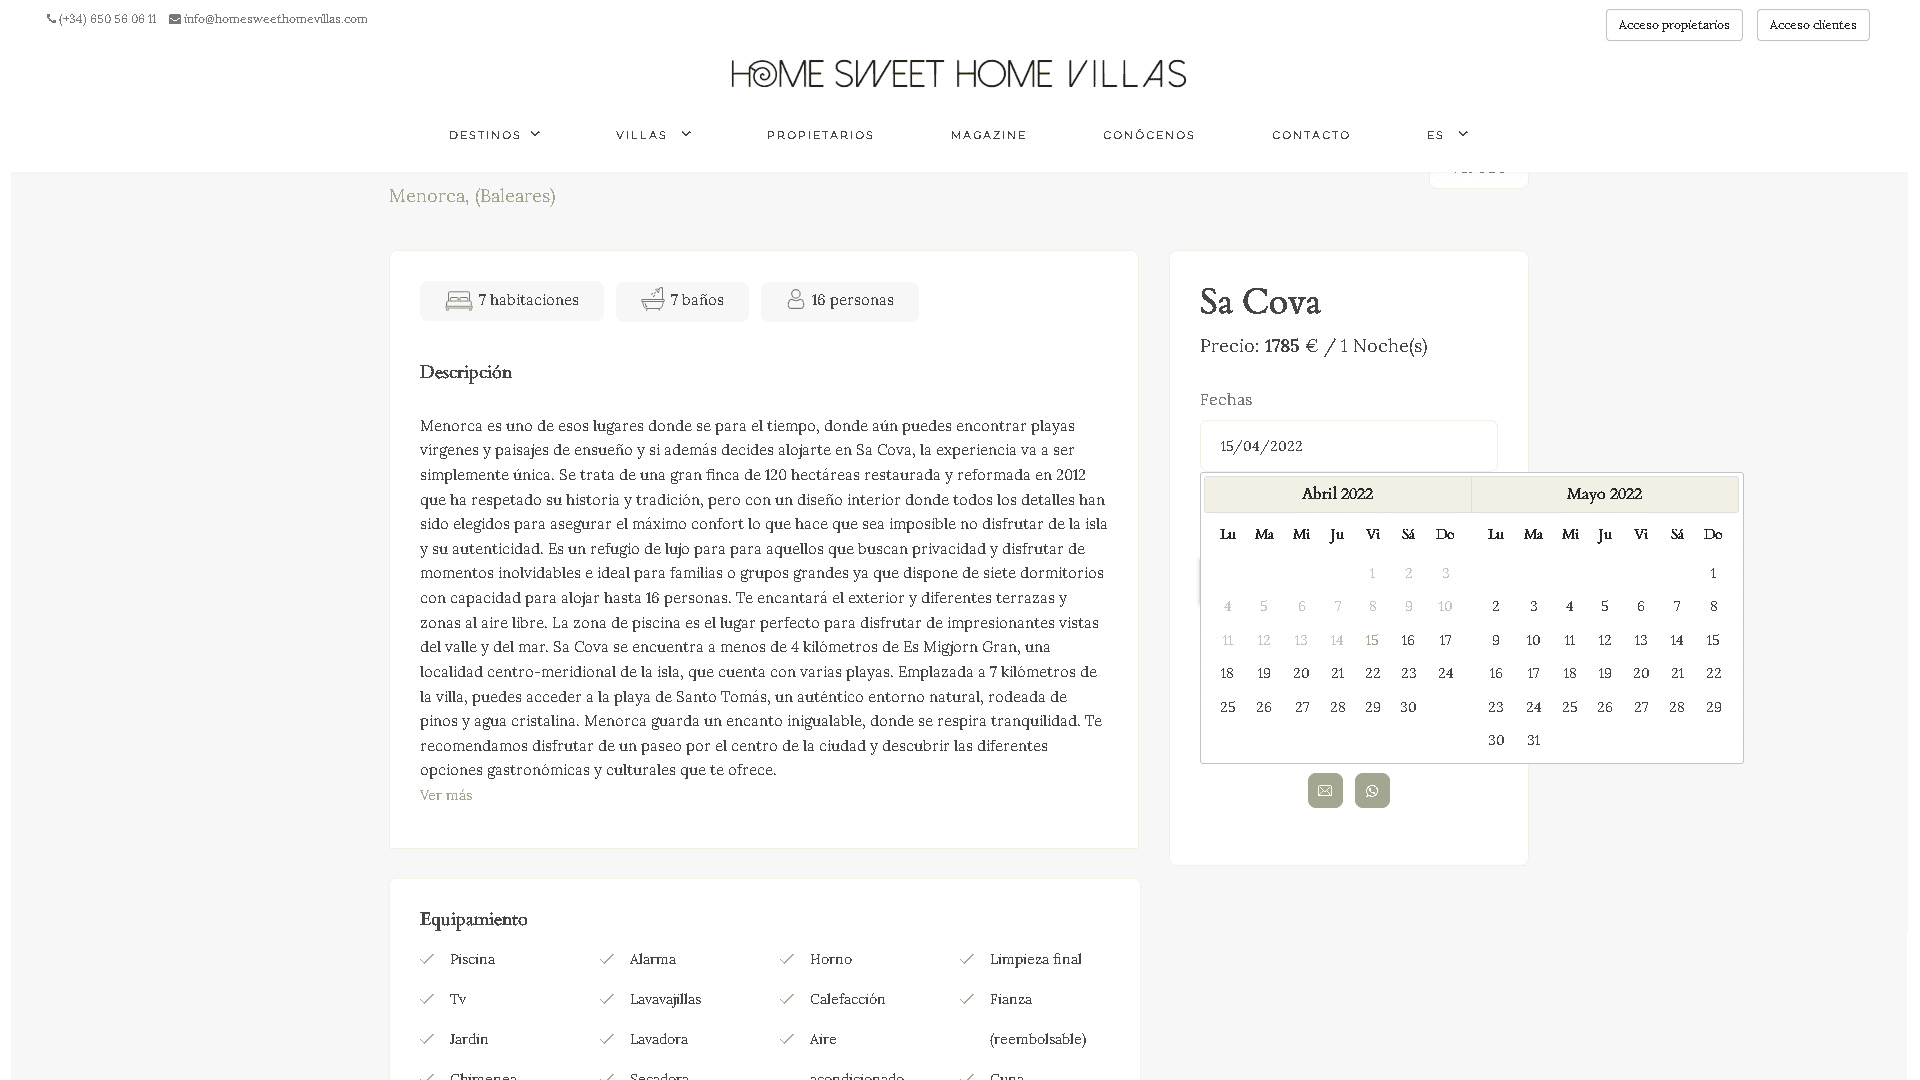 (+34) 650 56 06 11 info@homesweethomevillas.com
Acceso propietarios Acceso clientes
HOME SWEET HOME VILLAS
DESTINOS VILLAS PROPIETARIOS MAGAZINE CONÓCENOS CONTACTO ES
Menorca, (Baleares)
7 habitaciones 7 baños 16 personas
Descripción
Menorca es uno de esos lugares donde se para el tiempo, donde aún puedes encontrar playas
vírgenes y paisajes de ensueño y si además decides alojarte en Sa Cova, la experiencia va a ser
simplemente única. Se trata de una gran finca de 120 hectáreas restaurada y reformada en 2012
que ha respetado su historia y tradición, pero con un diseño interior donde todos los detalles han
sido elegidos para asegurar el máximo confort lo que hace que sea imposible no disfrutar de la isla
y su autenticidad. Es un refugio de lujo para para aquellos que buscan privacidad y disfrutar de
momentos inolvidables e ideal para familias o grupos grandes ya que dispone de siete dormitorios
con capacidad para alojar hasta 16 personas. Te encantará el exterior y diferentes terrazas y
zonas al aire libre. La zona de piscina es el lugar perfecto para disfrutar de impresionantes vistas
del valle y del mar. Sa Cova se encuentra a menos de 4 kilómetros de Es Migjorn Gran, una
localidad centro-meridional de la isla, que cuenta con varias playas. Emplazada a 7 kilómetros de
la villa, puedes acceder a la playa de Santo Tomás, un auténtico entorno natural, rodeada de
pinos y agua cristalina. Menorca guarda un encanto inigualable, donde se respira tranquilidad. Te
recomendamos disfrutar de un paseo por el centro de la ciudad y descubrir las diferentes
opciones gastronómicas y culturales que te ofrece.
Ver más
Sa Cova
Precio: 1785 € / 1 Noche(s)
Fechas
15/04/2022
Abril 2022 Mayo 2022
Lu Ma Mi Ju Vi Sá Do Lu Ma Mi Ju Vi Sá Do
1 2 3 1
4 5 6 7 8 9 10 2 3 4 5 6 7 8
11 12 13 14 15 16 17 9 10 11 12 13 14 15
18 19 20 21 22 23 24 16 17 18 19 20 21 22
25 26 27 28 29 30 23 24 25 26 27 28 29
30 31
Equipamiento
Piscina Alarma Horno Limpieza final
Tv Lavavajillas Calefacción Fianza
Jardin Lavadora Aire (reembolsable)
Chimenea Secadora acondicionado Cuna